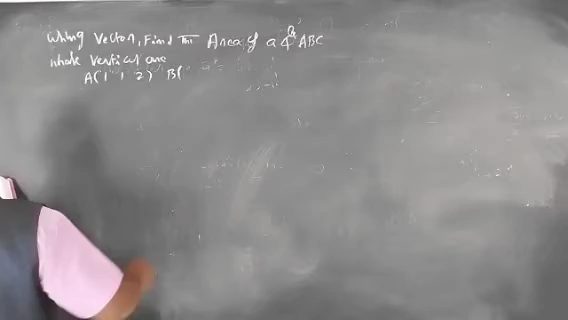 Using Vector, Find the Area of a Δ ABC
whose vertices are
A(1, 1, 2) B(